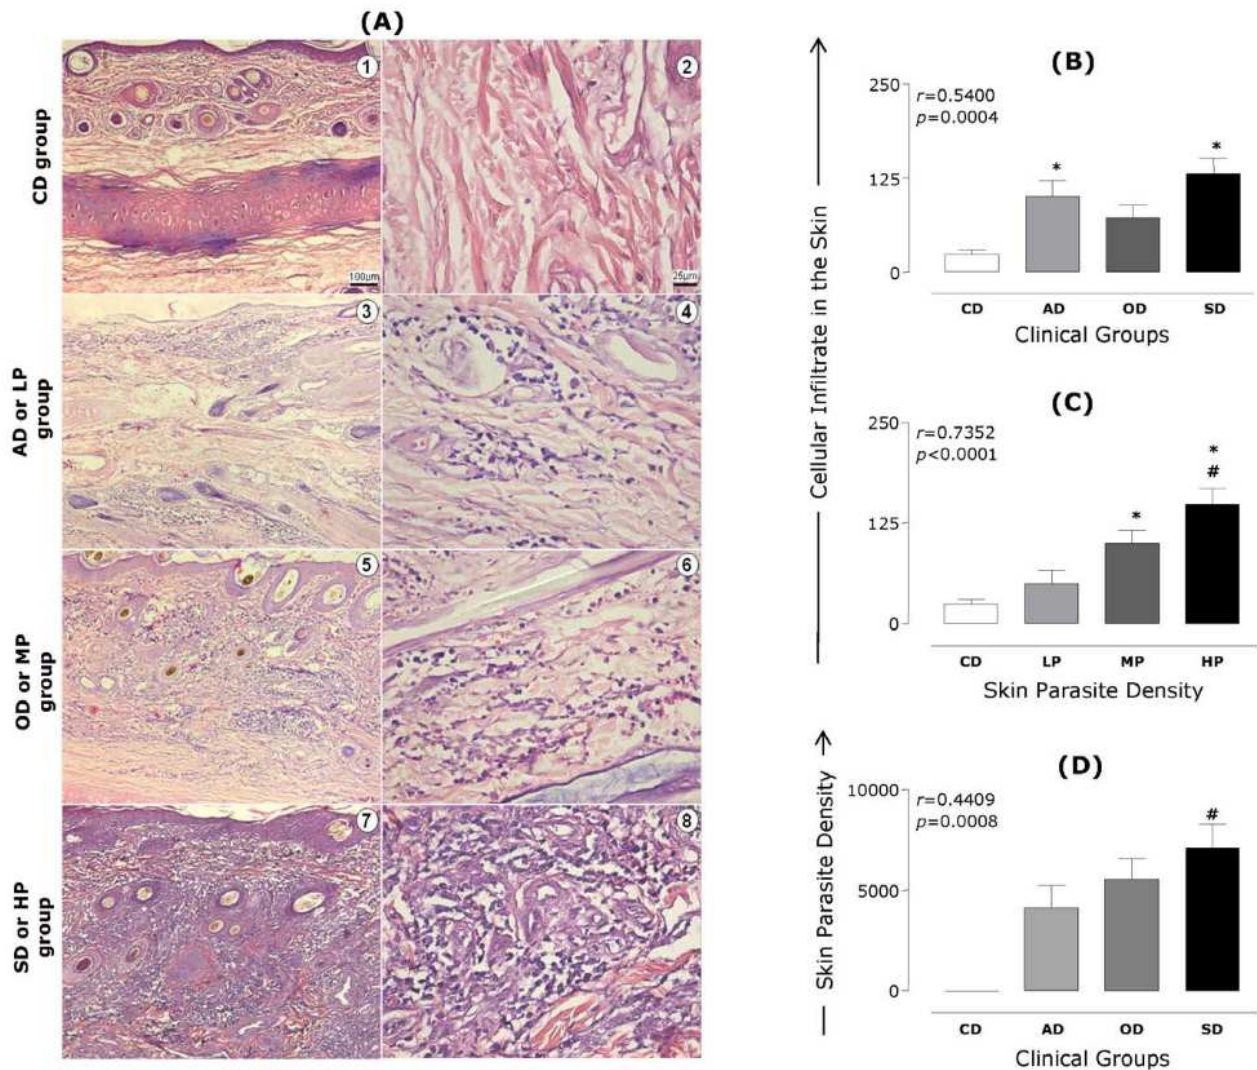 (A)
CD group
1
2
100µm
25µm
AD or LP
group
3
4
OD or MP
group
5
6
SD or HP
group
7
8
Cellular Infiltrate in the Skin
(B)
r=0.5400
p=0.0004
250
125
0
*
*
CD AD OD SD
Clinical Groups
(C)
r=0.7352
p<0.0001
250
125
0
*
*
#
CD LP MP HP
Skin Parasite Density
Skin Parasite Density
(D)
r=0.4409
p=0.0008
10000
5000
0
#
CD AD OD SD
Clinical Groups